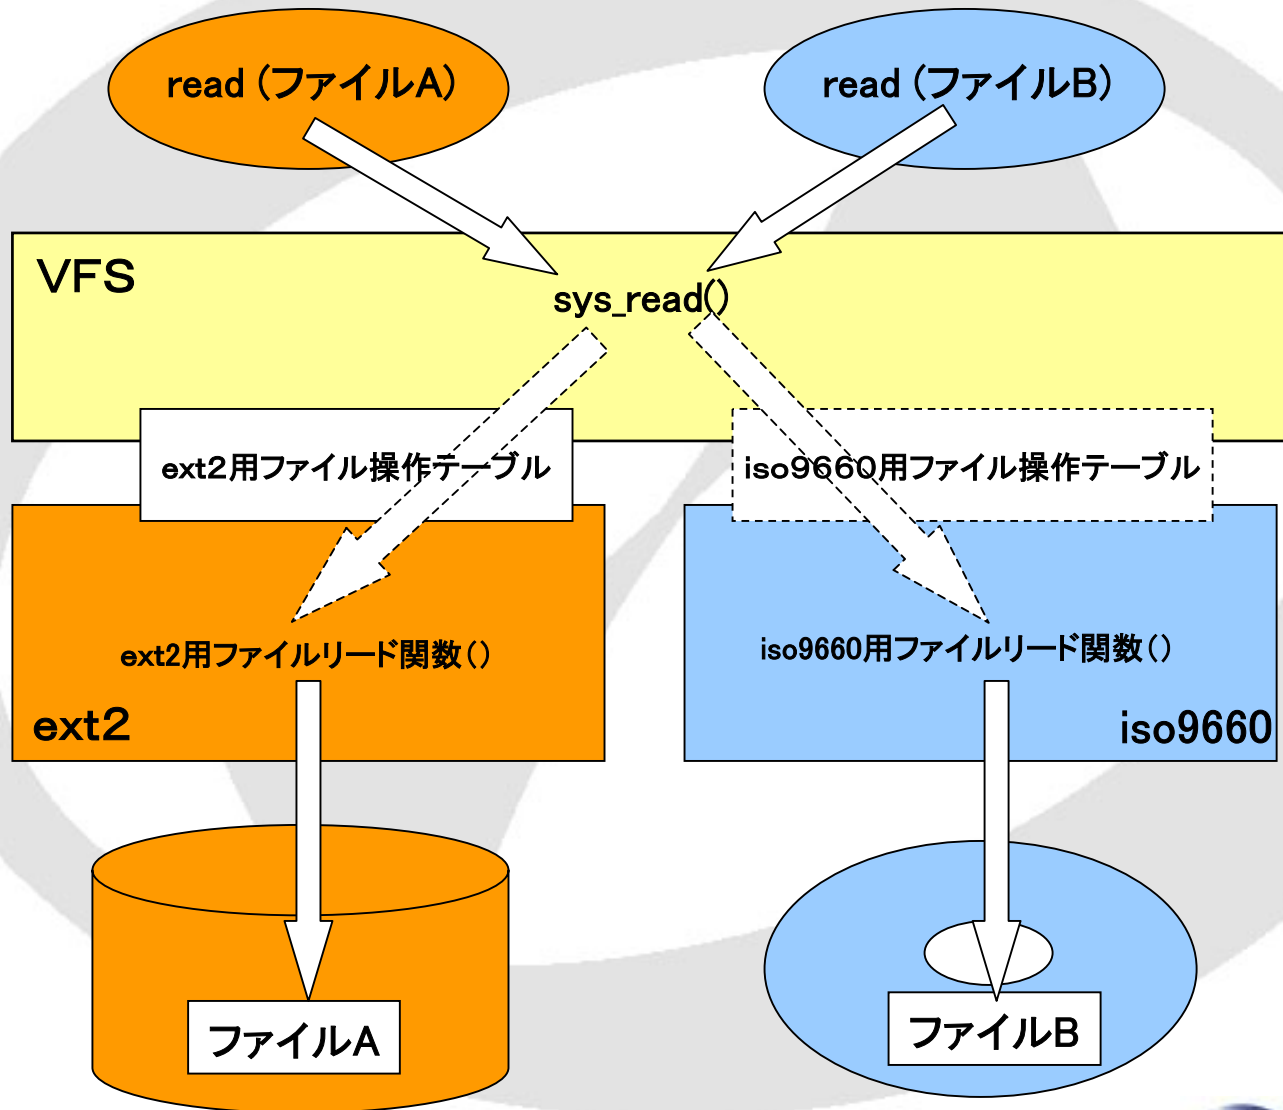 read (ファイルA)
read (ファイルB)
VFS
sys_read()
ext2用ファイル操作テーブル
iso9660用ファイル操作テーブル
ext2用ファイルリード関数()
iso9660用ファイルリード関数()
ext2
iso9660
ファイルA
ファイルB